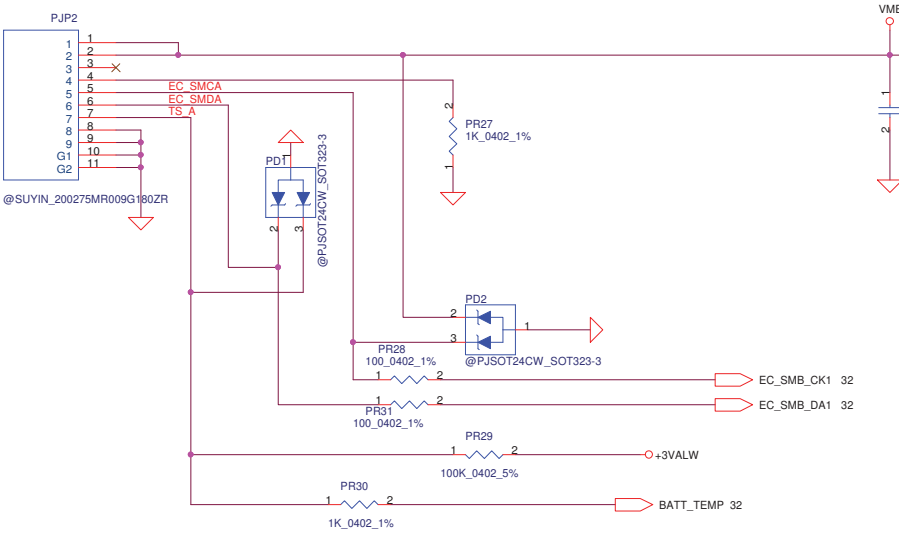 PJP2
VMB
1 1
2 2
3 3
4 4
5 5
6 6
7 7
8 8
9 9
G1 10
G2 11
EC_SMCA
EC_SMDA
TS_A
@SUYIN_200275MR009G180ZR
2
PR27
1K_0402_1%
1
1
2
PD1
1
2
3
@PJSOT24CW_SOT323-3
PD2
2
3
1
@PJSOT24CW_SOT323-3
PR28
100_0402_1%
1 2
EC_SMB_CK1 32
1 2
EC_SMB_DA1 32
PR31
100_0402_1%
PR29
1 2
+3VALW
100K_0402_5%
PR30
1 2
BATT_TEMP 32
1K_0402_1%